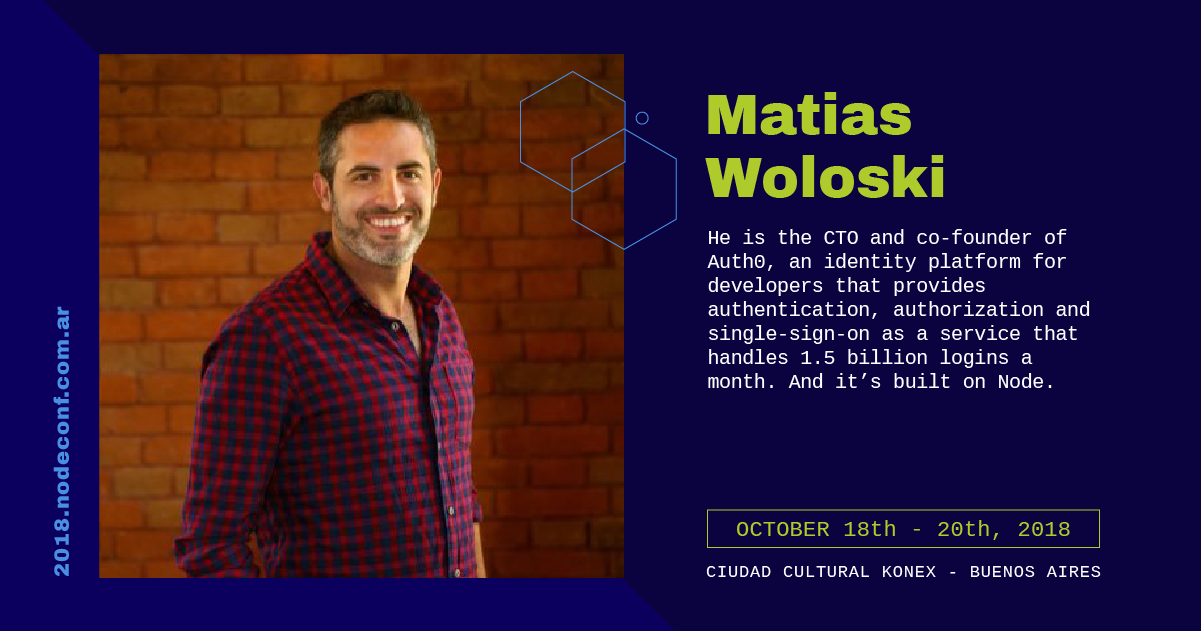 Matias
Woloski
He is the CTO and co-founder of
Auth0, an identity platform for
developers that provides
authentication, authorization and
single-sign-on as a service that
handles 1.5 billion logins a
month. And it’s built on Node.
OCTOBER 18th - 20th, 2018
CIUDAD CULTURAL KONEX - BUENOS AIRES
2018.nodeconf.com.ar